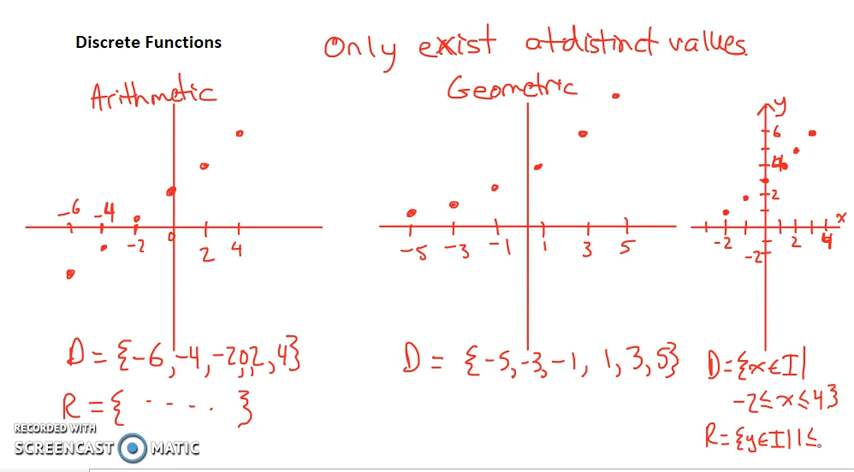 Discrete Functions
Only exist at distinct values
Arithmetic
Geometric
y
6
4
2
-2
-6 -4 -2 0 2 4
-5 -3 -1 1 3 5
-2 2 4 x
D = {-6, -4, -2, 0, 2, 4}
R = { .... }
D = {-5, -3, -1, 1, 3, 5}
D = {x∈I|
-2≤x≤4}
R = {y∈I|1≤
RECORDED WITH
SCREENCAST MATIC